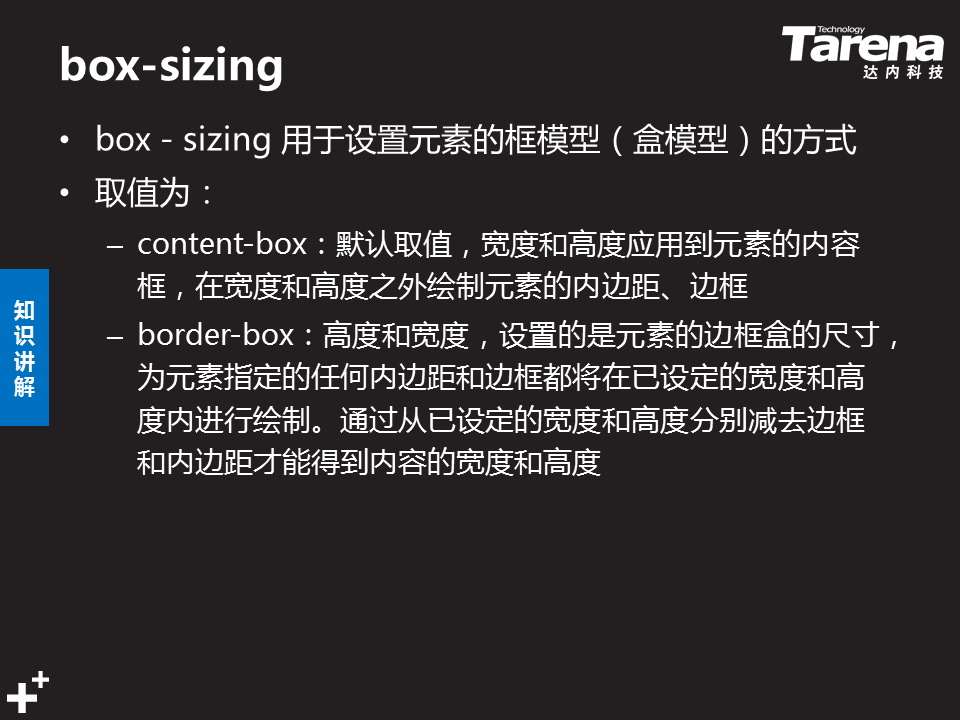 box-sizing
Technology
Tarena
达内科技
• box - sizing 用于设置元素的框模型（盒模型）的方式
• 取值为：
– content-box：默认取值，宽度和高度应用到元素的内容
框，在宽度和高度之外绘制元素的内边距、边框
– border-box：高度和宽度，设置的是元素的边框盒的尺寸，
为元素指定的任何内边距和边框都将在已设定的宽度和高
度内进行绘制。通过从已设定的宽度和高度分别减去边框
和内边距才能得到内容的宽度和高度
知
识
讲
解